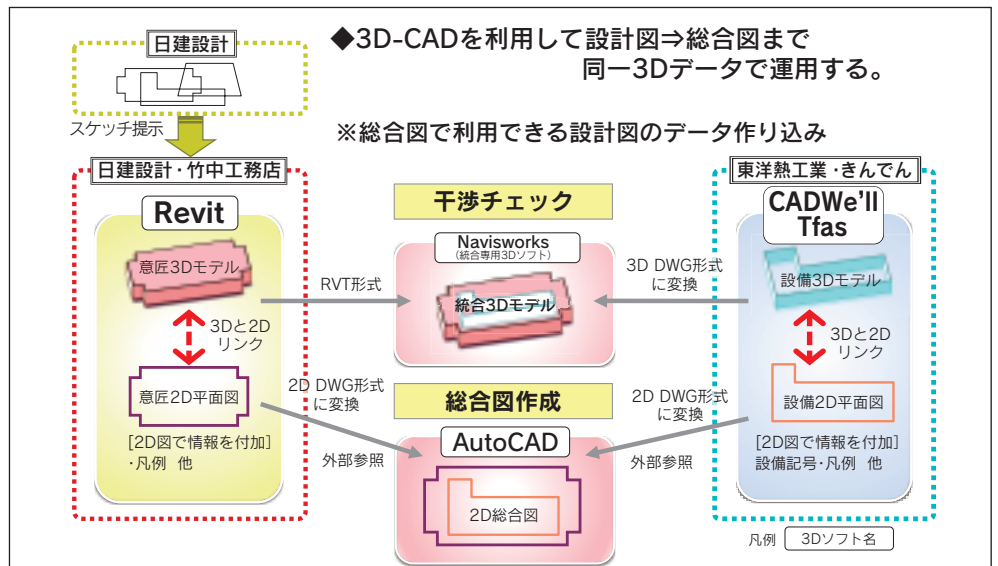 日建設計
◆3D-CADを利用して設計図⇒総合図まで
同一3Dデータで運用する。
スケッチ提示
※総合図で利用できる設計図のデータ作り込み
日建設計・竹中工務店
Revit
意匠3Dモデル
3Dと2D
リンク
意匠2D平面図
[2D図で情報を付加]
・凡例 他
干渉チェック
Navisworks
(統合専用3Dソフト)
RVT形式
統合3Dモデル
3D DWG形式
に変換
東洋熱工業・きんでん
CADWe'll
Tfas
設備3Dモデル
3Dと2D
リンク
設備2D平面図
[2D図で情報を付加]
設備記号・凡例 他
2D DWG形式
に変換
外部参照
総合図作成
AutoCAD
2D総合図
2D DWG形式
に変換
外部参照
凡例 3Dソフト名